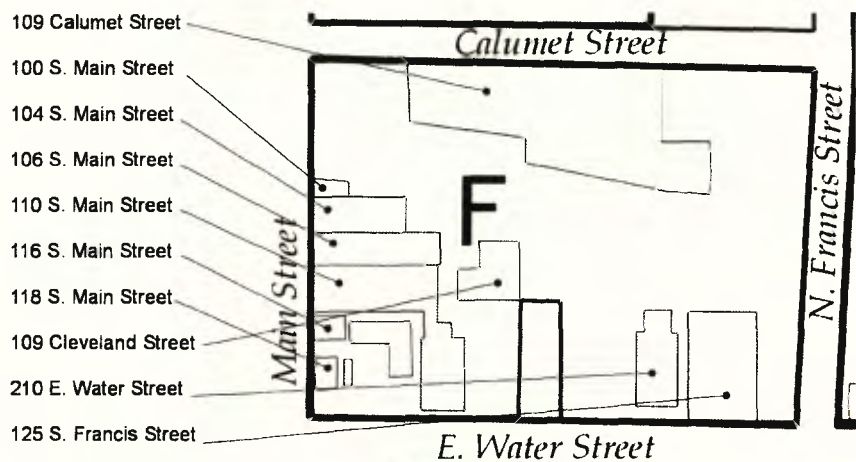 109 Calumet Street
100 S. Main Street
104 S. Main Street
106 S. Main Street
110 S. Main Street
116 S. Main Street
118 S. Main Street
109 Cleveland Street
210 E. Water Street
125 S. Francis Street
Calumet Street
F
Main Street
N. Francis Street
E. Water Street